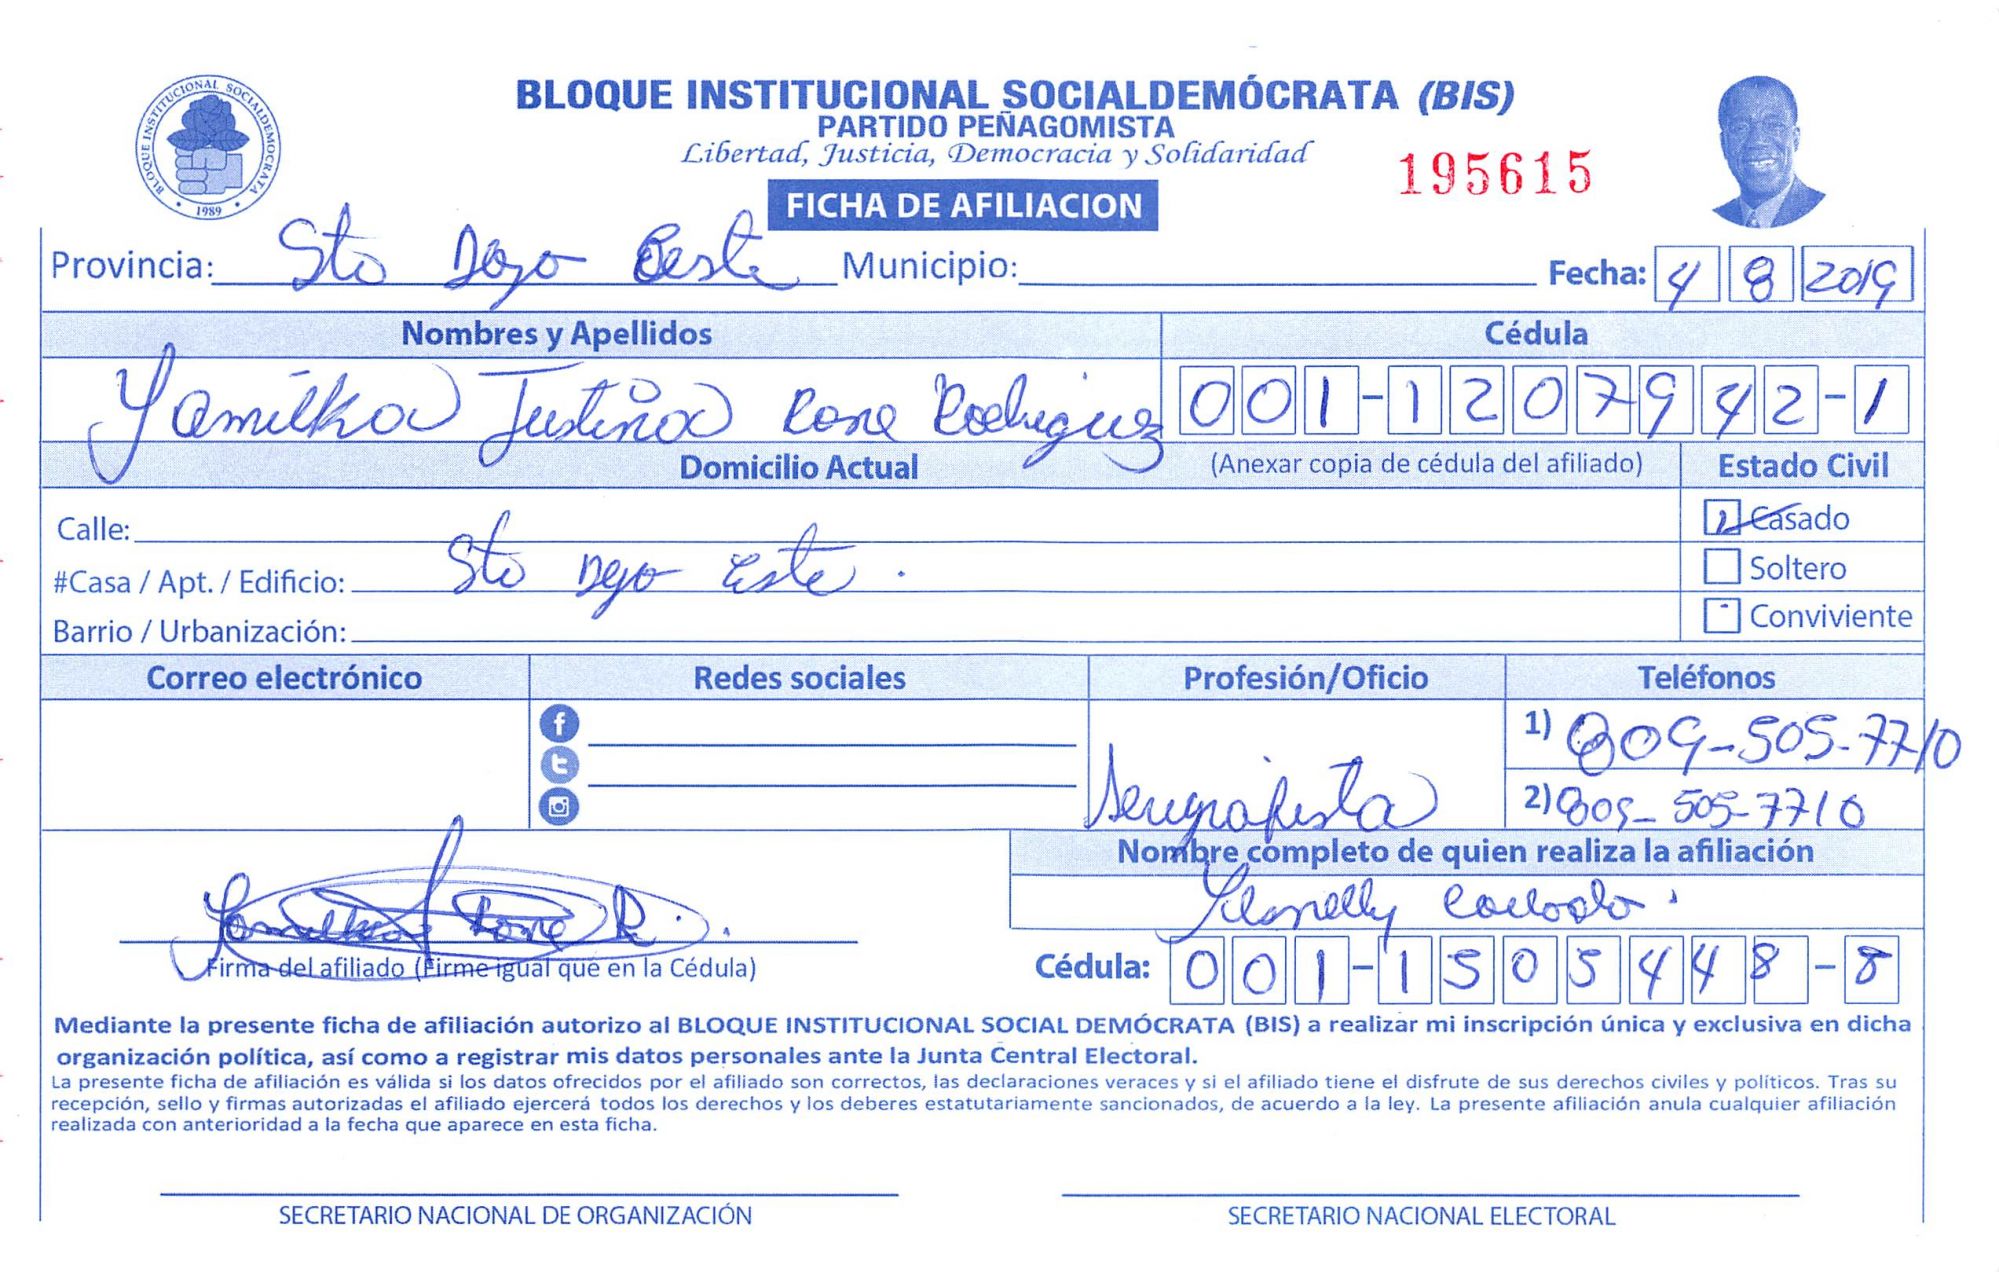 BLOQUE INSTITUCIONAL SOCIALDEMOCRATA
1989
BLOQUE INSTITUCIONAL SOCIALDEMÓCRATA (BIS)
PARTIDO PEÑAGOMISTA
Libertad, Justicia, Democracia y Solidaridad
195615
FICHA DE AFILIACION
Provincia: Sto Dgo Oeste Municipio: Fecha: 4 8 2019
Nombres y Apellidos Cédula
Yamilka Justina Rodriguez 001-1207942-1
Domicilio Actual (Anexar copia de cédula del afiliado) Estado Civil
Calle: Casado
#Casa / Apt. / Edificio: Sto Dgo Este. Soltero
Barrio / Urbanización: Conviviente
Correo electrónico Redes sociales Profesión/Oficio Teléfonos
1) 809-505-7710
2) 809-505-7710
Nombre completo de quien realiza la afiliación
Firma del afiliado (Firme igual que en la Cédula) Cédula: 001-1505448-8
Mediante la presente ficha de afiliación autorizo al BLOQUE INSTITUCIONAL SOCIAL DEMÓCRATA (BIS) a realizar mi inscripción única y exclusiva en dicha
organización política, así como a registrar mis datos personales ante la Junta Central Electoral.
La presente ficha de afiliación es válida si los datos ofrecidos por el afiliado son correctos, las declaraciones veraces y si el afiliado tiene el disfrute de sus derechos civiles y políticos. Tras su
recepción, sello y firmas autorizadas el afiliado ejercerá todos los derechos y los deberes estatutariamente sancionados, de acuerdo a la ley. La presente afiliación anula cualquier afiliación
realizada con anterioridad a la fecha que aparece en esta ficha.
SECRETARIO NACIONAL DE ORGANIZACIÓN SECRETARIO NACIONAL ELECTORAL